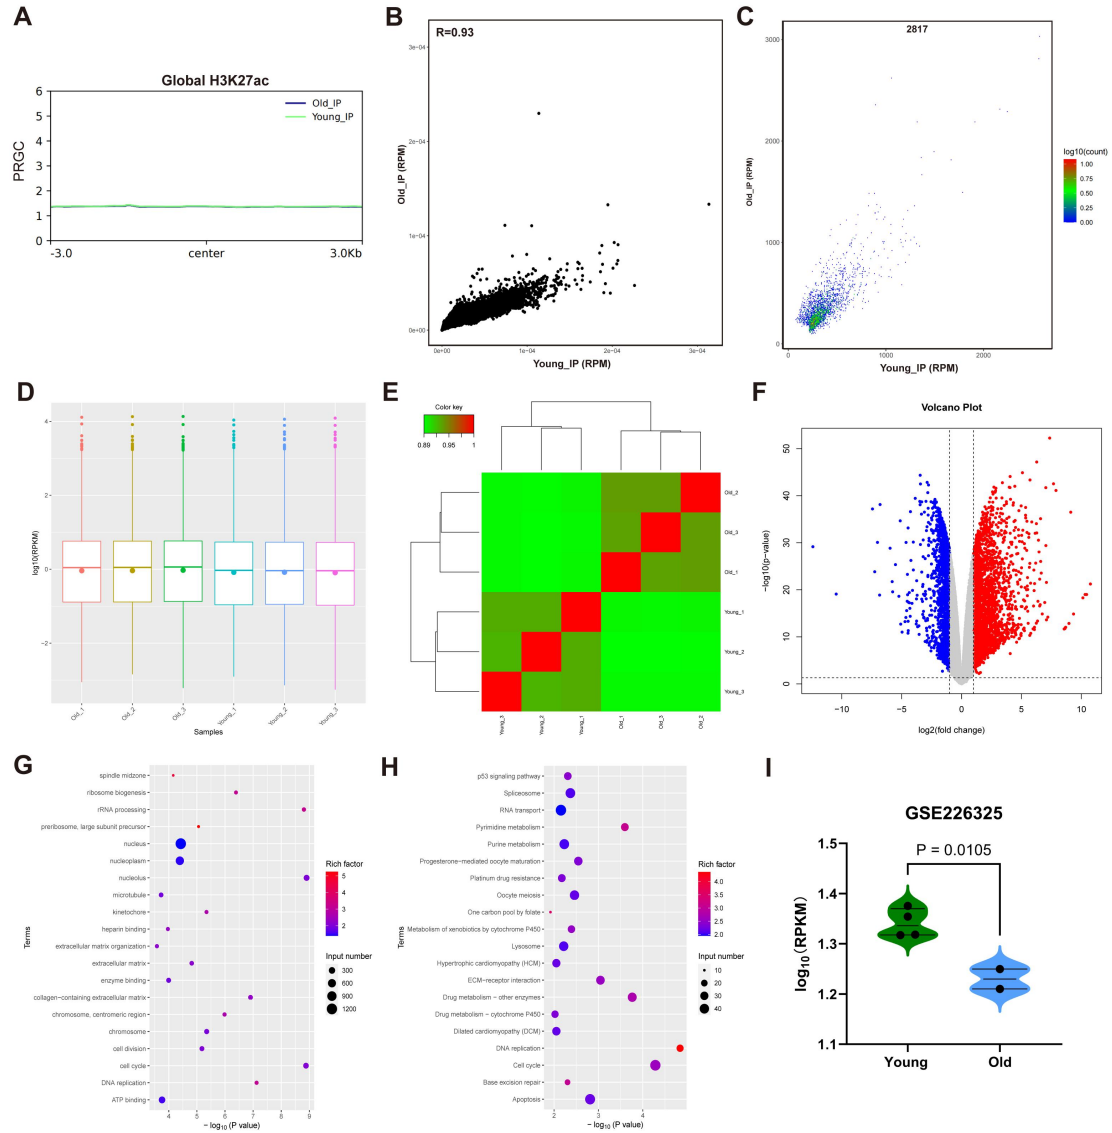 A
Global H3K27ac
Old_IP
Young_IP
PRGC
6
5
4
3
2
1
0
-3.0
center
3.0Kb
B
R=0.93
Old_IP (RPM)
3e-04
2e-04
1e-04
0e+00
0e+00
1e-04
2e-04
3e-04
Young_IP (RPM)
C
2817
Old_IP (RPM)
3000
2000
1000
0
0
1000
2000
Young_IP (RPM)
log10(count)
1.00
0.75
0.50
0.25
0.00
D
log10(RPKM)
4
2
0
−2
Old_1
Old_2
Old_3
Young_1
Young_2
Young_3
Samples
E
Color key
0.89
0.95
1
Old_2
Old_3
Old_1
Young_1
Young_2
Young_3
Young_3
Young_2
Young_1
Old_1
Old_3
Old_2
F
Volcano Plot
−log10(p−value)
50
40
30
20
10
0
−10
−5
0
5
10
log2(fold change)
G
Terms
spindle midzone
ribosome biogenesis
rRNA processing
preribosome, large subunit precursor
nucleus
nucleoplasm
nucleolus
microtubule
kinetochore
heparin binding
extracellular matrix organization
extracellular matrix
enzyme binding
collagen−containing extracellular matrix
chromosome, centromeric region
chromosome
cell division
cell cycle
DNA replication
ATP binding
4
5
6
7
8
9
− log10 (P value)
Rich factor
5
4
3
2
Input number
300
600
900
1200
H
Terms
p53 signaling pathway
Spliceosome
RNA transport
Pyrimidine metabolism
Purine metabolism
Progesterone−mediated oocyte maturation
Platinum drug resistance
Oocyte meiosis
One carbon pool by folate
Metabolism of xenobiotics by cytochrome P450
Lysosome
Hypertrophic cardiomyopathy (HCM)
ECM−receptor interaction
Drug metabolism − other enzymes
Drug metabolism − cytochrome P450
Dilated cardiomyopathy (DCM)
DNA replication
Cell cycle
Base excision repair
Apoptosis
2
3
4
− log10 (P value)
Rich factor
4.0
3.5
3.0
2.5
2.0
Input number
10
20
30
40
I
GSE226325
P = 0.0105
log10(RPKM)
1.5
1.4
1.3
1.2
1.1
Young
Old